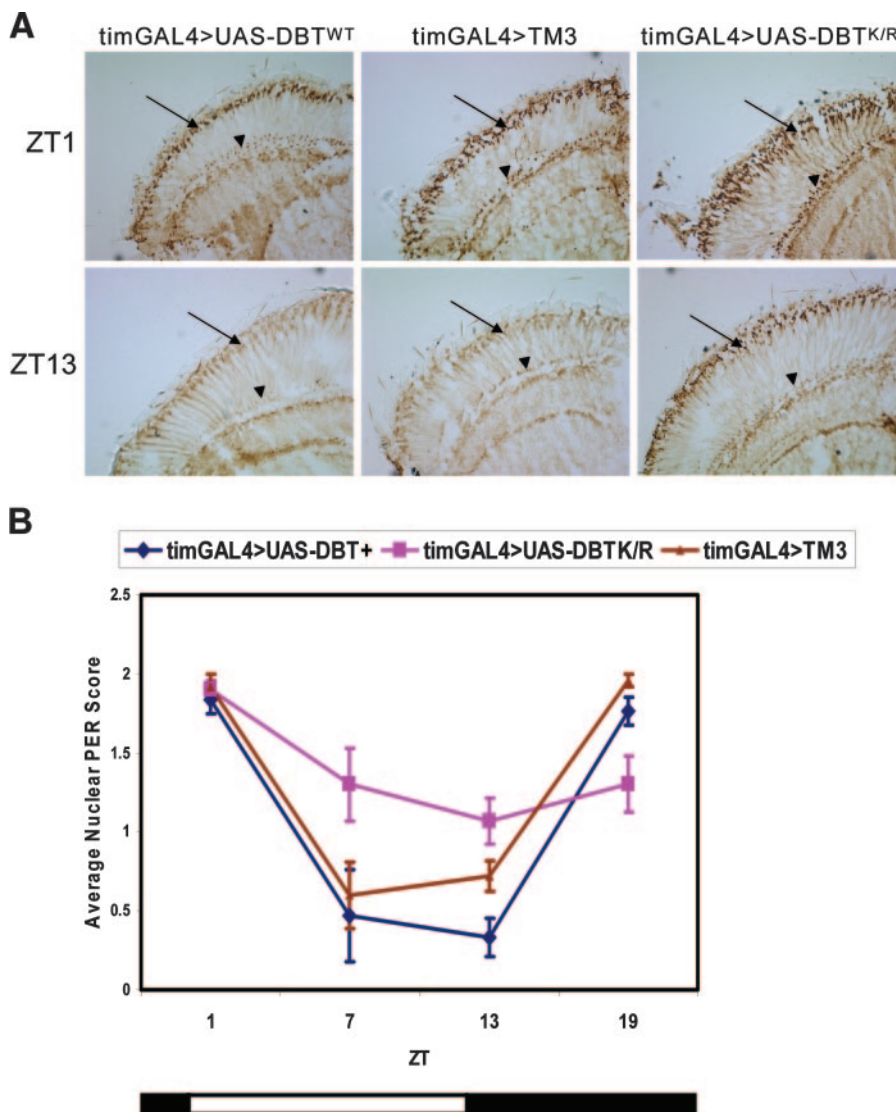 A
timGAL4>UAS-DBTWT timGAL4>TM3 timGAL4>UAS-DBTK/R
ZT1
ZT13
B
timGAL4>UAS-DBT+ timGAL4>UAS-DBTK/R timGAL4>TM3
2.5
2
1.5
1
0.5
0
Average Nuclear PER Score
1 7 13 19
ZT